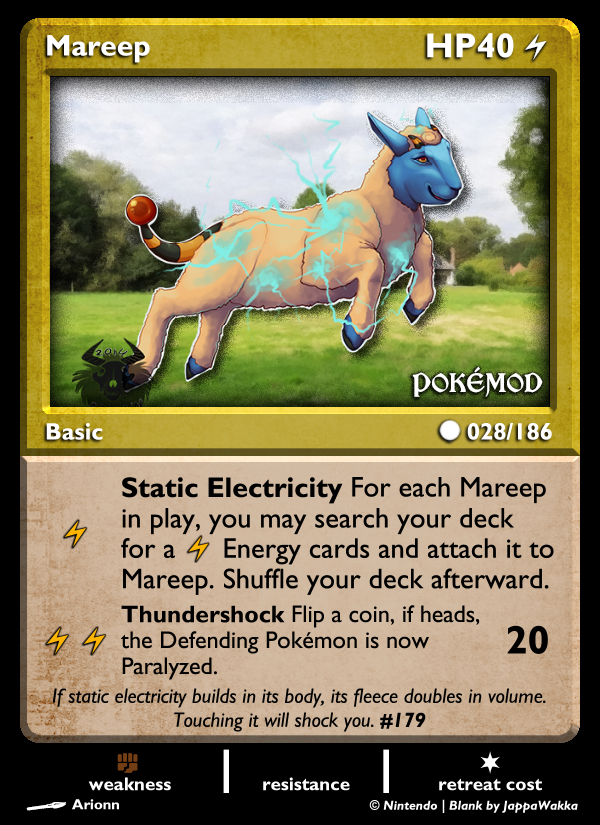 Mareep HP40
POKÉMOD
Basic 028/186
Static Electricity For each Mareep
in play, you may search your deck
for a Energy cards and attach it to
Mareep. Shuffle your deck afterward.
Thundershock Flip a coin, if heads,
the Defending Pokémon is now
Paralyzed.
20
If static electricity builds in its body, its fleece doubles in volume.
Touching it will shock you. #179
weakness resistance retreat cost
Arionn © Nintendo | Blank by JappaWakka